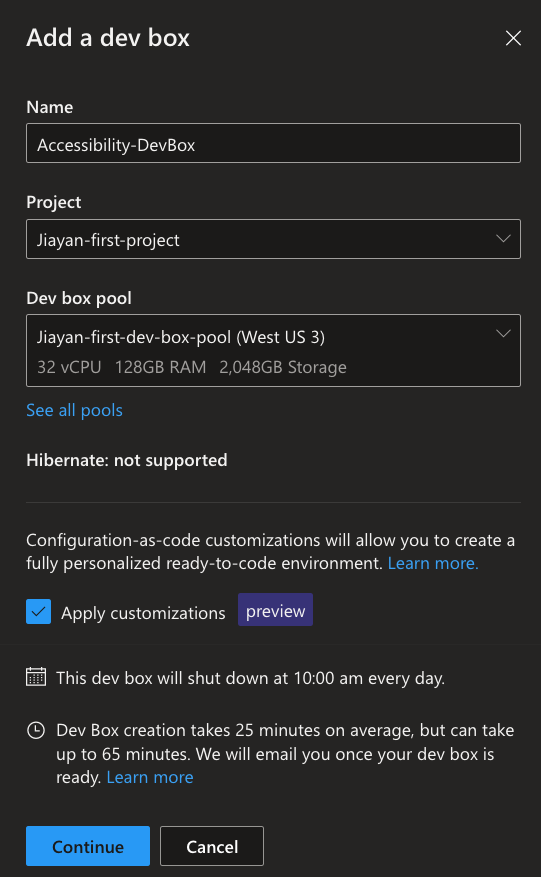 Add a dev box
Name
Accessibility-DevBox
Project
Jiayan-first-project
Dev box pool
Jiayan-first-dev-box-pool (West US 3)
32 vCPU 128GB RAM 2,048GB Storage
See all pools
Hibernate: not supported
Configuration-as-code customizations will allow you to create a
fully personalized ready-to-code environment. Learn more.
Apply customizations preview
This dev box will shut down at 10:00 am every day.
Dev Box creation takes 25 minutes on average, but can take
up to 65 minutes. We will email you once your dev box is
ready. Learn more
Continue Cancel